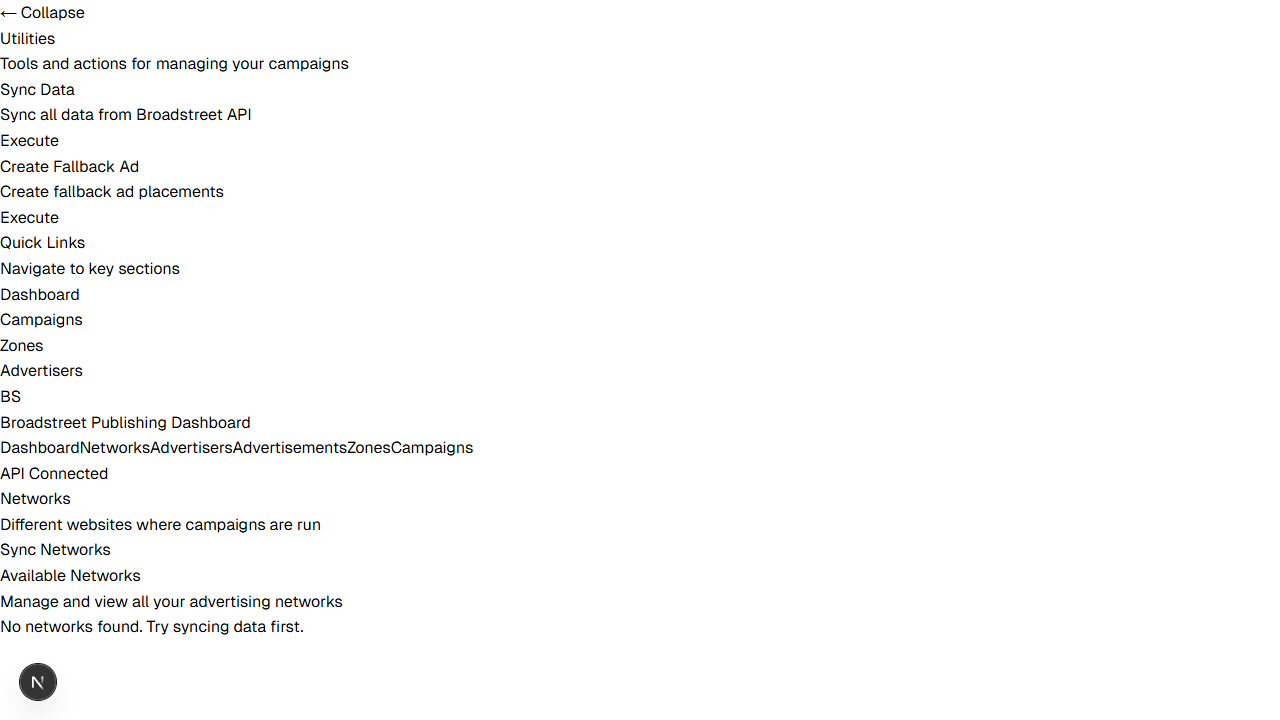 ← Collapse
Utilities
Tools and actions for managing your campaigns
Sync Data
Sync all data from Broadstreet API
Execute
Create Fallback Ad
Create fallback ad placements
Execute
Quick Links
Navigate to key sections
Dashboard
Campaigns
Zones
Advertisers
BS
Broadstreet Publishing Dashboard
DashboardNetworksAdvertisersAdvertisementsZonesCampaigns
API Connected
Networks
Different websites where campaigns are run
Sync Networks
Available Networks
Manage and view all your advertising networks
No networks found. Try syncing data first.
N